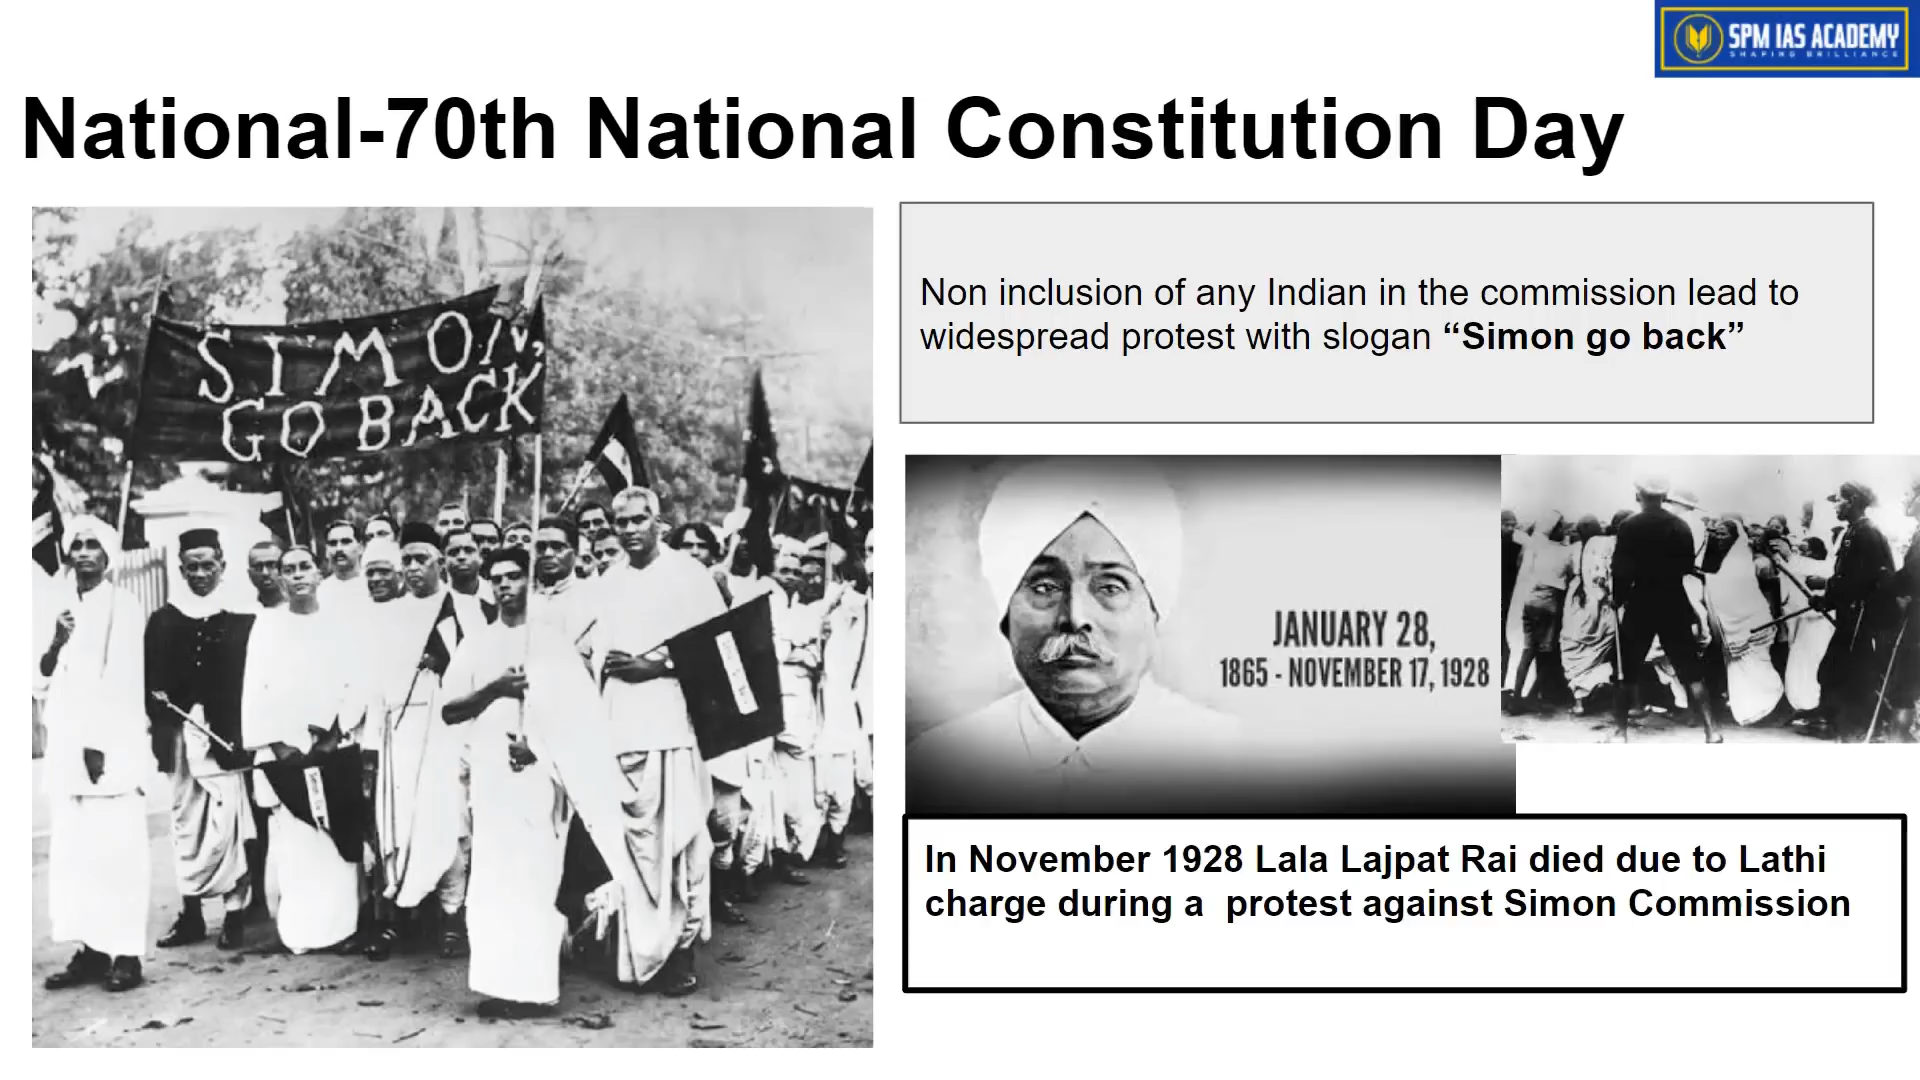 SPM IAS ACADEMY
SHAPING BRILLIANCE
National-70th National Constitution Day
SIMON,
GO BACK
Non inclusion of any Indian in the commission lead to
widespread protest with slogan “Simon go back”
JANUARY 28,
1865 - NOVEMBER 17, 1928
In November 1928 Lala Lajpat Rai died due to Lathi
charge during a  protest against Simon Commission